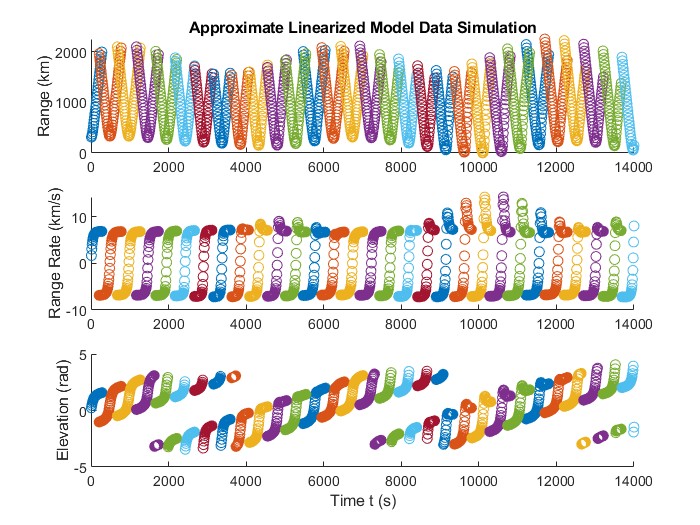 Approximate Linearized Model Data Simulation
Range (km)
2000
1000
0
0 2000 4000 6000 8000 10000 12000 14000
Range Rate (km/s)
10
0
-10
0 2000 4000 6000 8000 10000 12000 14000
Elevation (rad)
5
0
-5
0 2000 4000 6000 8000 10000 12000 14000
Time t (s)